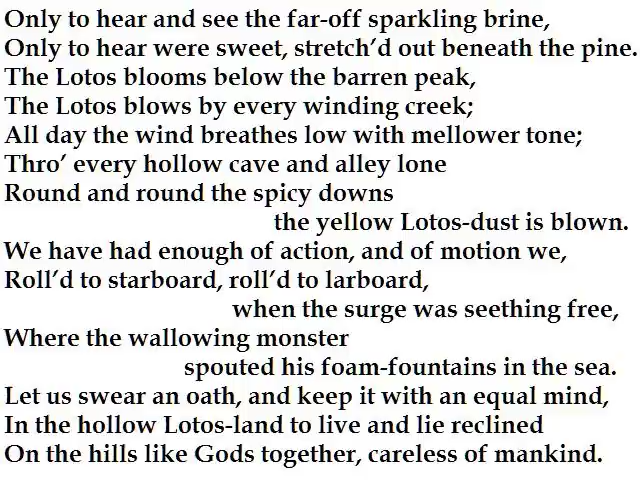 Only to hear and see the far-off sparkling brine,
Only to hear were sweet, stretch’d out beneath the pine.
The Lotos blooms below the barren peak,
The Lotos blows by every winding creek;
All day the wind breathes low with mellower tone;
Thro’ every hollow cave and alley lone
Round and round the spicy downs
the yellow Lotos-dust is blown.
We have had enough of action, and of motion we,
Roll’d to starboard, roll’d to larboard,
when the surge was seething free,
Where the wallowing monster
spouted his foam-fountains in the sea.
Let us swear an oath, and keep it with an equal mind,
In the hollow Lotos-land to live and lie reclined
On the hills like Gods together, careless of mankind.